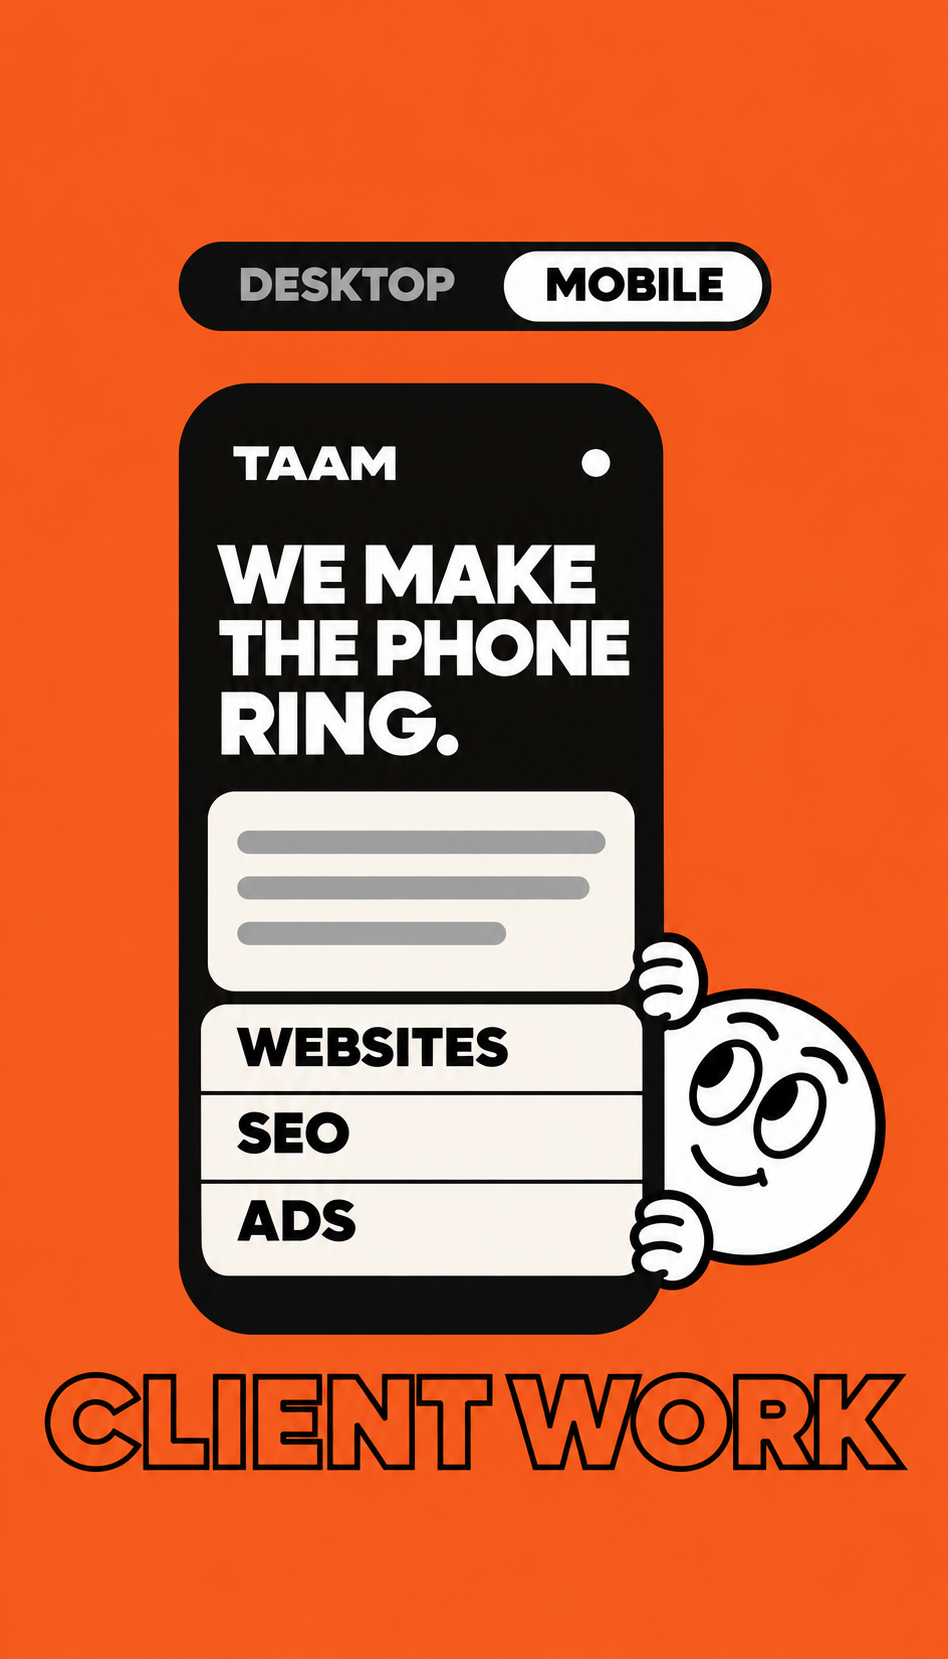 DESKTOP MOBILE
TAAM
WE MAKE
THE PHONE
RING.
WEBSITES
SEO
ADS
CLIENT WORK